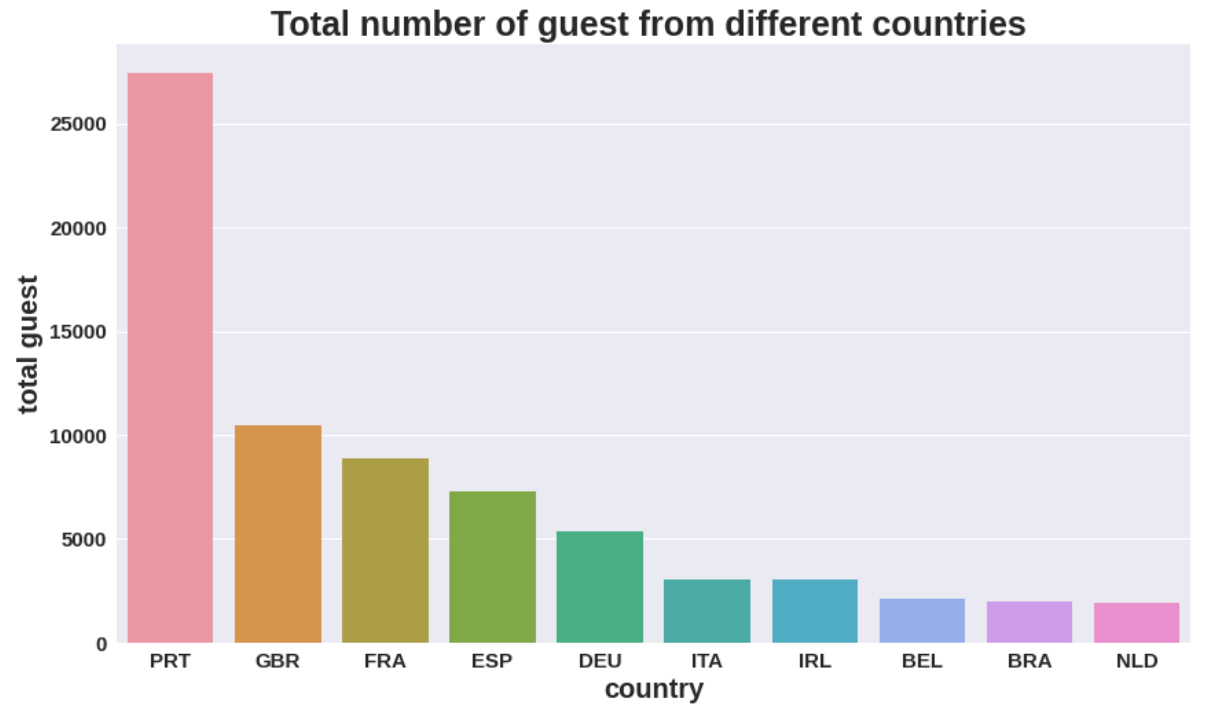 Total number of guest from different countries
total guest
25000
20000
15000
10000
5000
0
PRT GBR FRA ESP DEU ITA IRL BEL BRA NLD
country